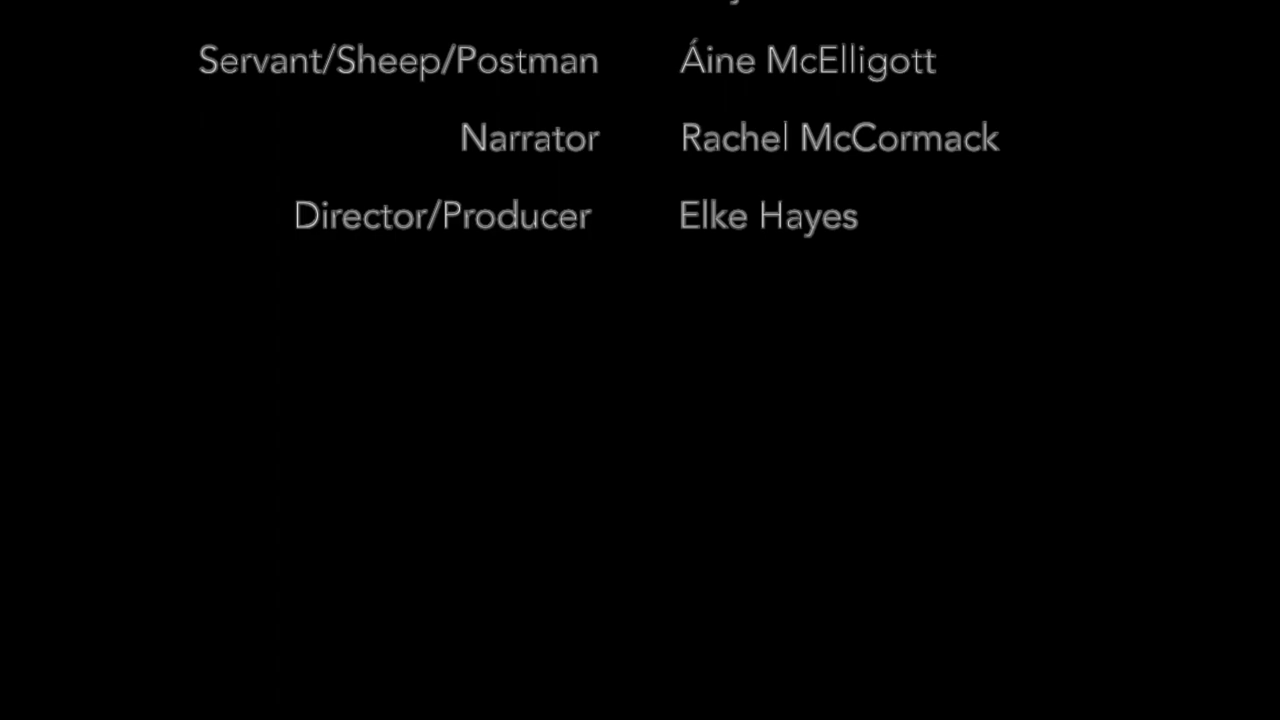 Servant/Sheep/Postman Áine McElligott
Narrator Rachel McCormack
Director/Producer Elke Hayes